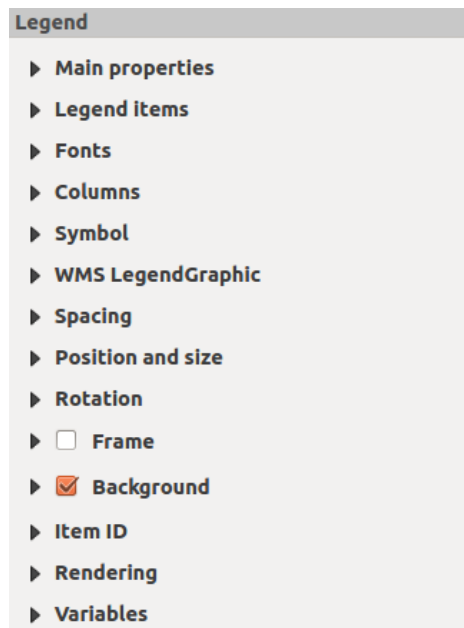 Legend
Main properties
Legend items
Fonts
Columns
Symbol
WMS LegendGraphic
Spacing
Position and size
Rotation
Frame
Background
Item ID
Rendering
Variables